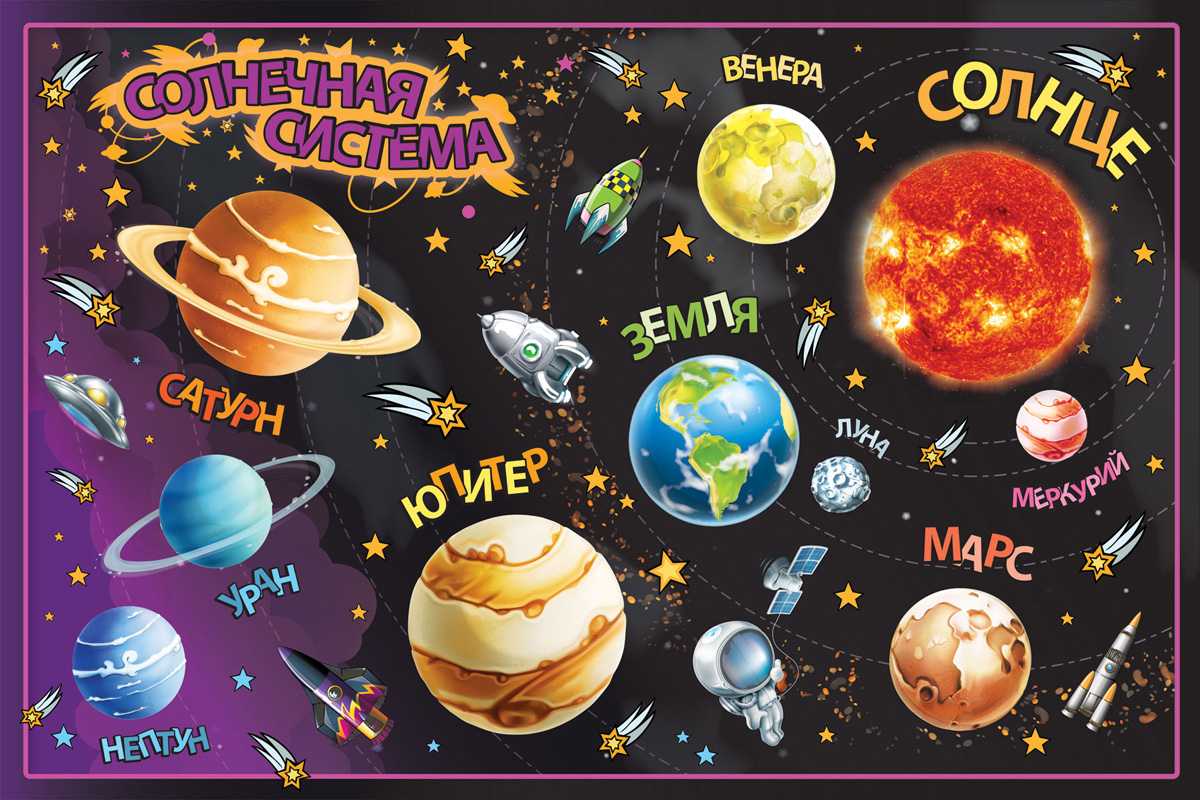 СОЛНЕЧНАЯ
СИСТЕМА
ВЕНЕРА
СОЛНЦЕ
ЗЕМЛЯ
САТУРН
ЛУНА
ЮПИТЕР
МЕРКУРИЙ
МАРС
УРАН
НЕПТУН